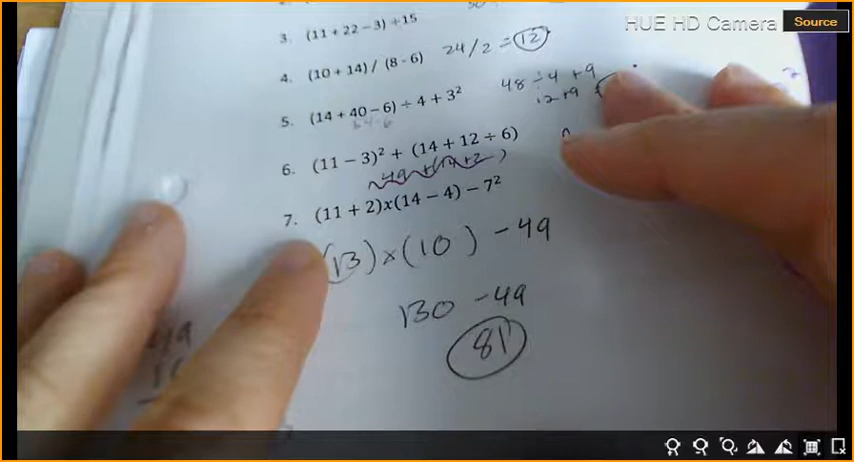 HUE HD Camera
Source
3. (11 + 22 − 3) ÷ 15
4. (10 + 14) / (8 - 6) 24 / 2 = 12
5. (14 + 40 − 6) ÷ 4 + 3² 48 ÷ 4 + 9
12 + 9
6. (11 − 3)² + (14 + 12 ÷ 6)
7. (11 + 2)x(14 − 4) − 7²
(13) × (10) − 49
130 − 49
81